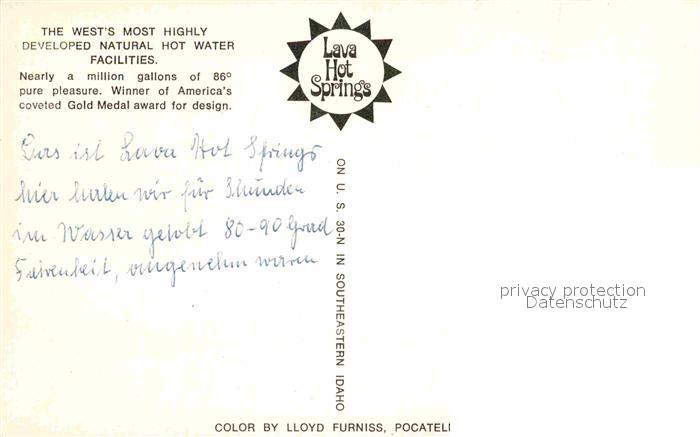 THE WEST'S MOST HIGHLY
DEVELOPED NATURAL HOT WATER
FACILITIES.
Nearly a million gallons of 86°
pure pleasure. Winner of America's
coveted Gold Medal award for design.
Lava
Hot
Springs
Das ist Lava Hot Springs
hier haben wir für Stunden
im Wasser getobt 80-90 Grad
Fahrenheit, angenehm warm
ON U. S. 30-N IN SOUTHEASTERN IDAHO
privacy protection
Datenschutz
COLOR BY LLOYD FURNISS, POCATELL